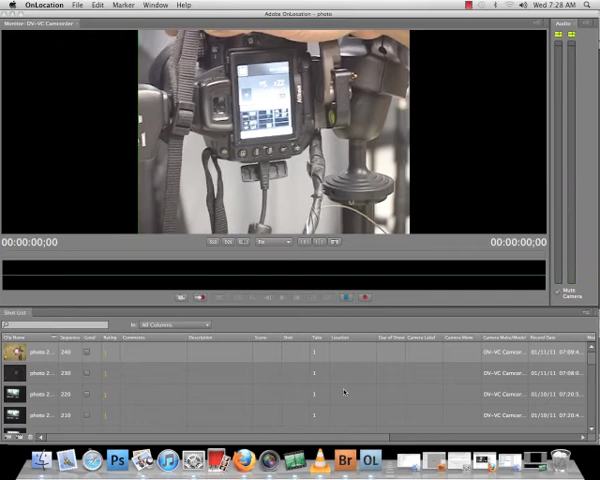 OnLocation File Edit Marker Window Help Wed 7:28 AM
Adobe OnLocation – photo
Monitor: DV-VC Camcorder
Audio
Nikon
00:00:00;00
00:00:00;00
Mute Camera
Shot List
In: All Columns
Clip Name Sequence Good Rating Comments Description Scene Shot Take Location Day of Shoot Camera Label Camera Memo Camera Make/Model Record Date
photo 2... 240 1 DV-VC Camcor... 01/11/11
photo 2... 230 1 DV-VC Camcor... 01/11/11
photo 2... 220 1 DV-VC Camcor... 01/10/11
photo 2... 210 1 DV-VC Camcor... 01/10/11
Ps
Br
OL